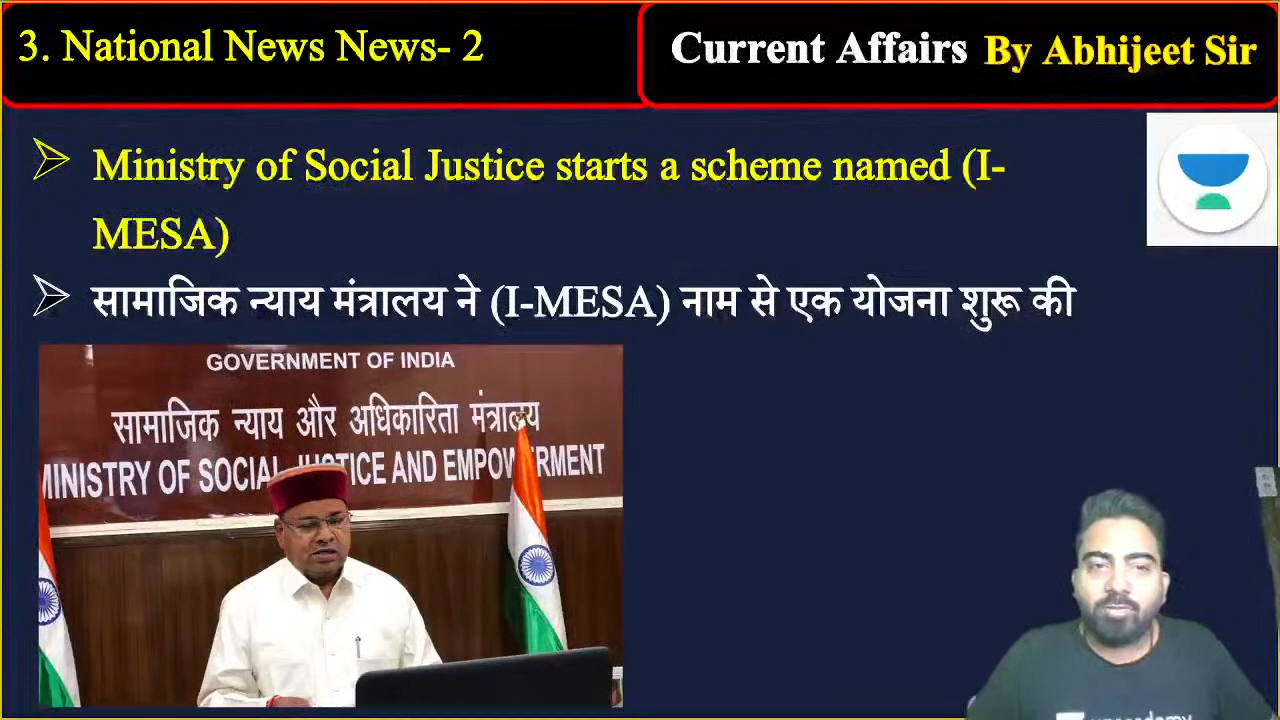 3. National News News- 2
Current Affairs By Abhijeet Sir
Ministry of Social Justice starts a scheme named (I-
MESA)
सामाजिक न्याय मंत्रालय ने (I-MESA) नाम से एक योजना शुरू की
GOVERNMENT OF INDIA
सामाजिक न्याय और अधिकारिता मंत्रालय
MINISTRY OF SOCIAL JUSTICE AND EMPOWERMENT